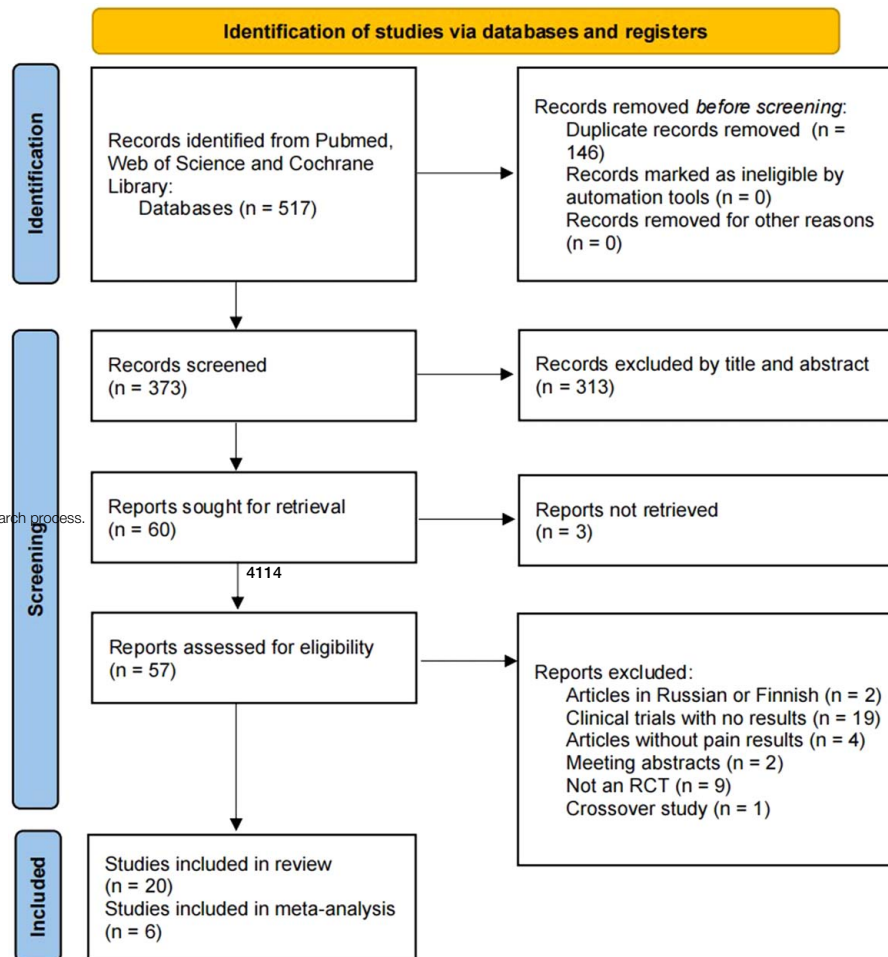 Identification of studies via databases and registers
Identification
Records identified from Pubmed,
Web of Science and Cochrane
Library:
Databases (n = 517)
Records removed before screening:
Duplicate records removed (n =
146)
Records marked as ineligible by
automation tools (n = 0)
Records removed for other reasons
(n = 0)
Screening
Records screened
(n = 373)
Records excluded by title and abstract
(n = 313)
Reports sought for retrieval
(n = 60)
Reports not retrieved
(n = 3)
arch process.
4114
Reports assessed for eligibility
(n = 57)
Reports excluded:
Articles in Russian or Finnish (n = 2)
Clinical trials with no results (n = 19)
Articles without pain results (n = 4)
Meeting abstracts (n = 2)
Not an RCT (n = 9)
Crossover study (n = 1)
Included
Studies included in review
(n = 20)
Studies included in meta-analysis
(n = 6)